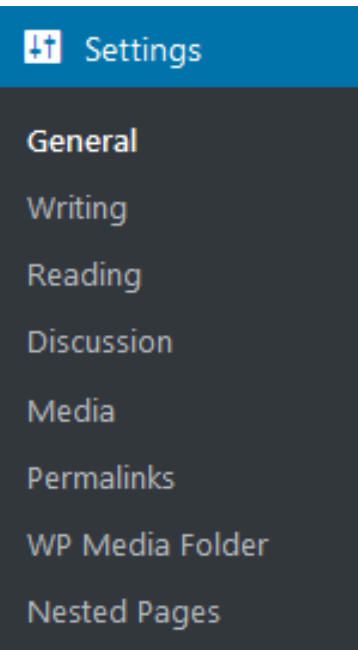 Settings
General
Writing
Reading
Discussion
Media
Permalinks
WP Media Folder
Nested Pages